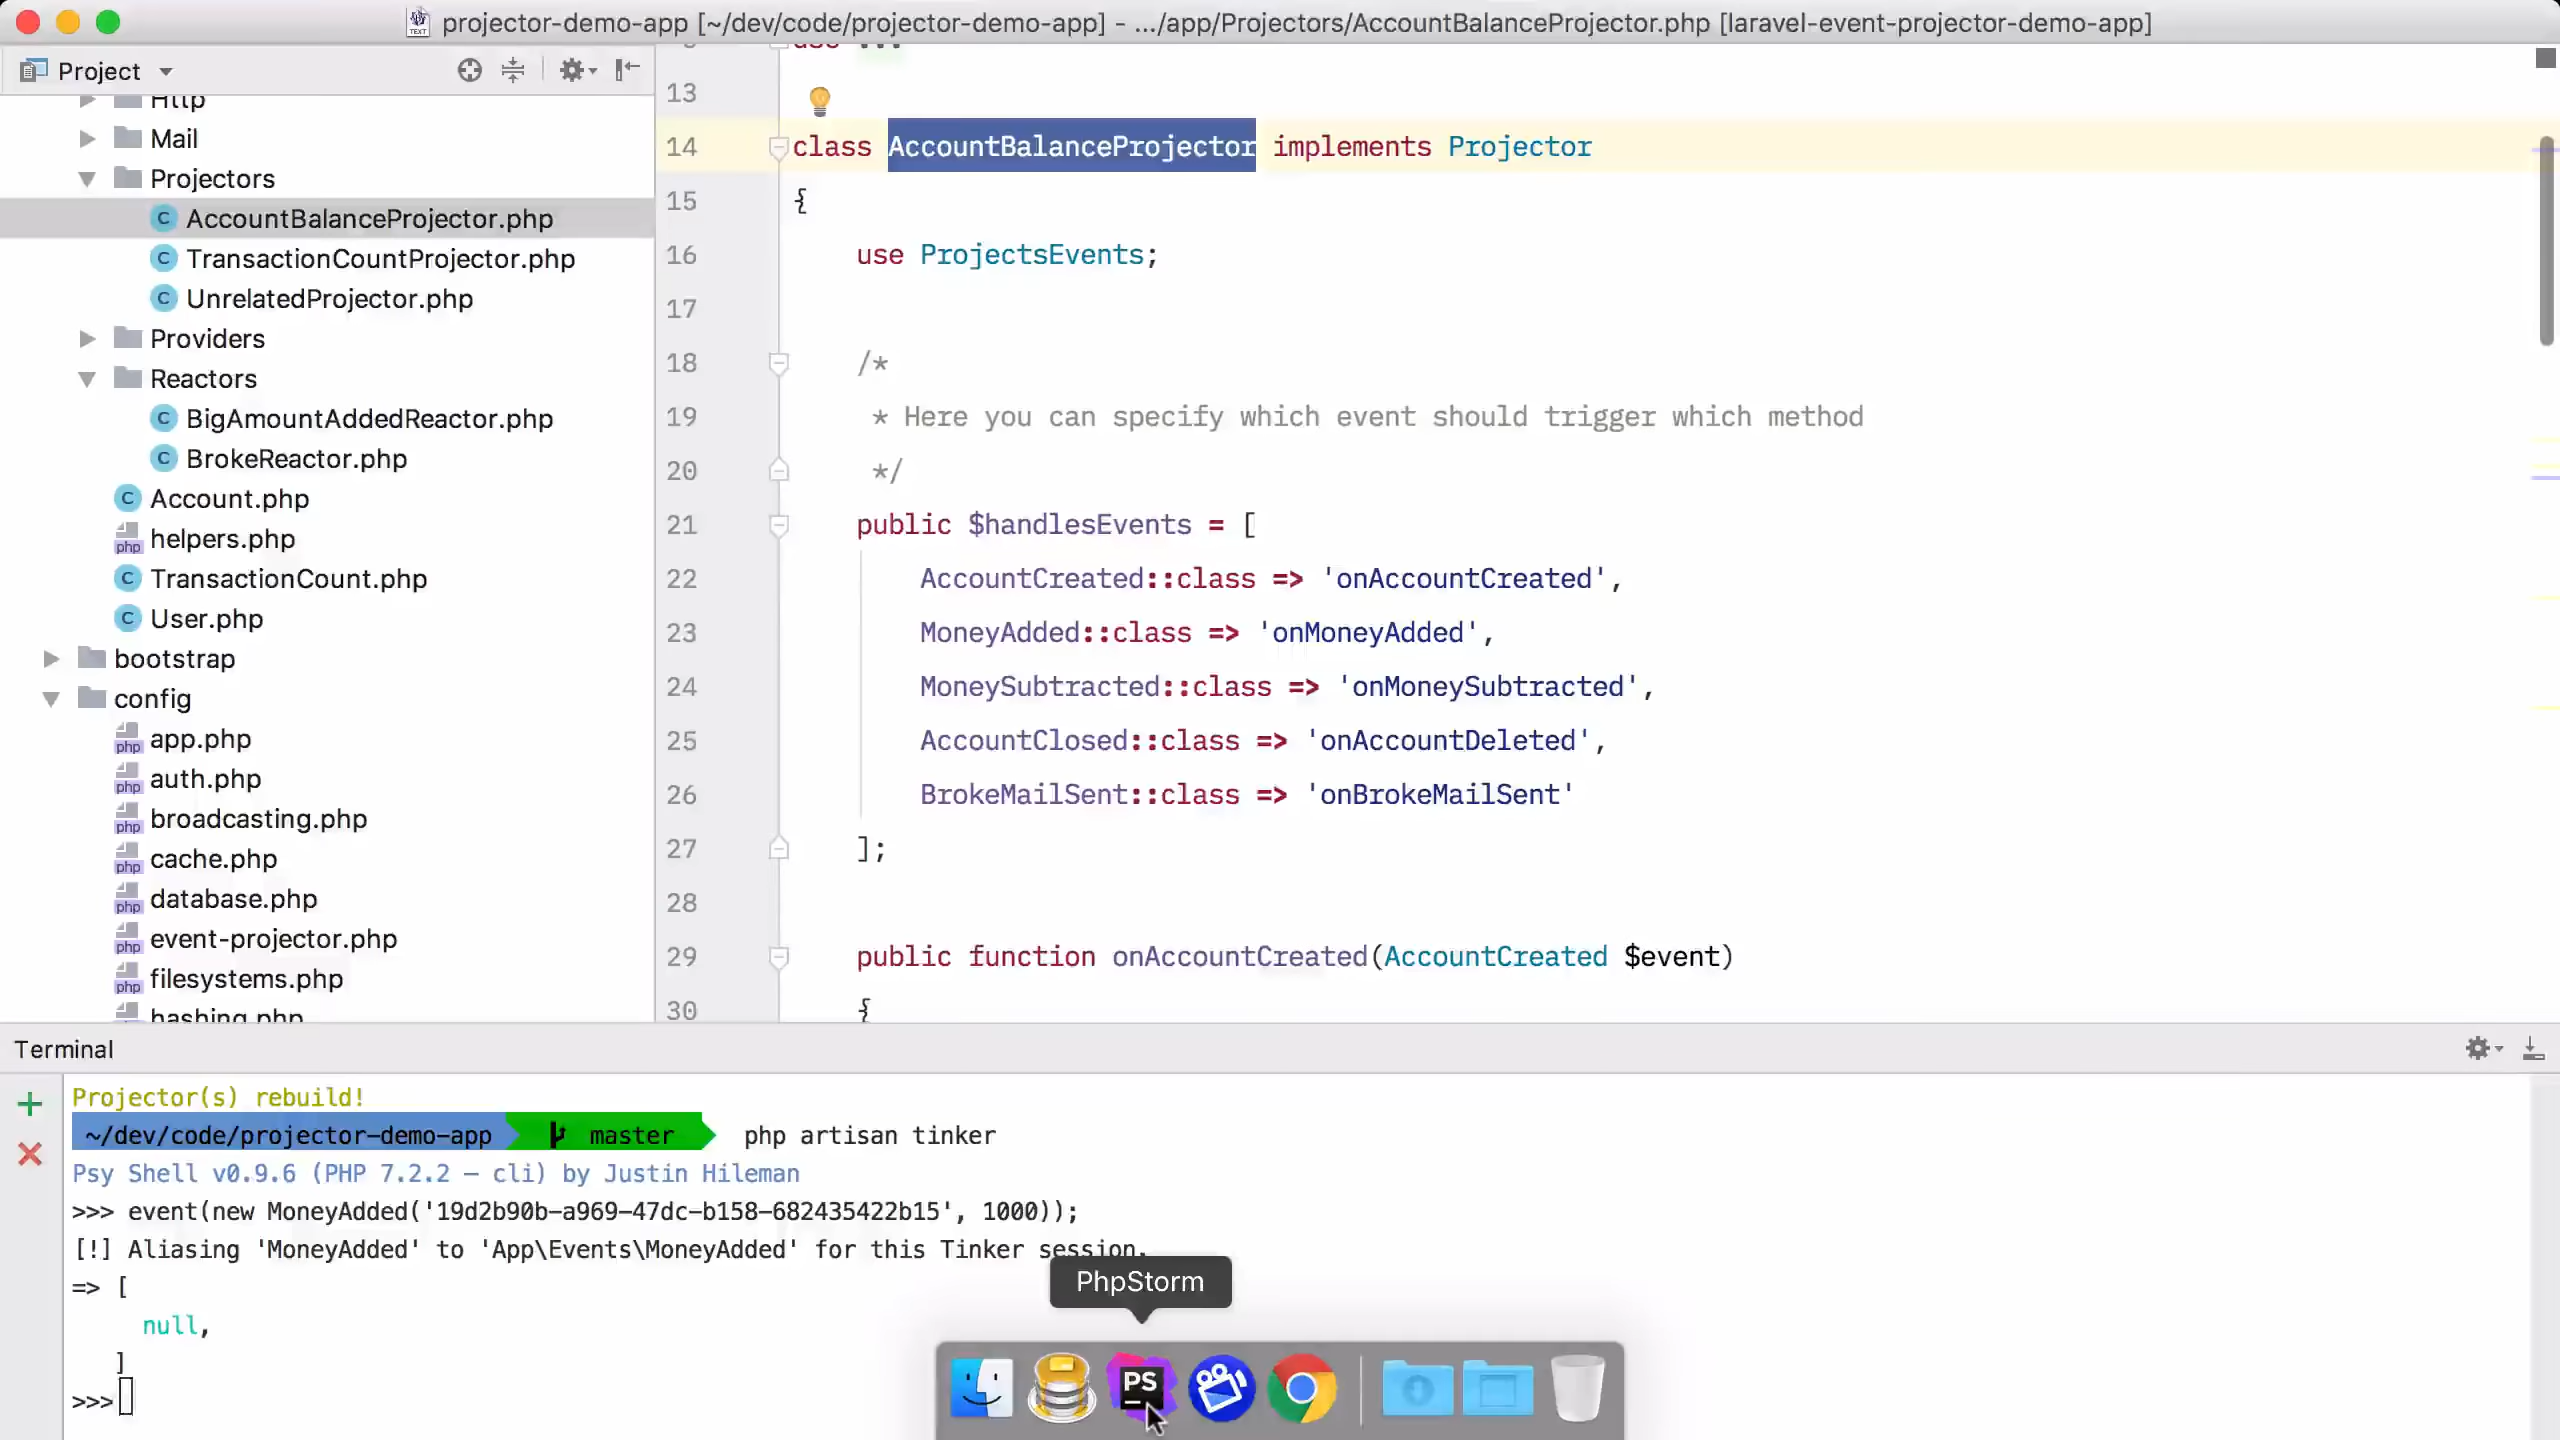 projector-demo-app [~/dev/code/projector-demo-app] - .../app/Projectors/AccountBalanceProjector.php [laravel-event-projector-demo-app]
Project
Http
Mail
Projectors
AccountBalanceProjector.php
TransactionCountProjector.php
UnrelatedProjector.php
Providers
Reactors
BigAmountAddedReactor.php
BrokeReactor.php
Account.php
helpers.php
TransactionCount.php
User.php
bootstrap
config
app.php
auth.php
broadcasting.php
cache.php
database.php
event-projector.php
filesystems.php
hashing.php
use ...
13
14 class AccountBalanceProjector implements Projector
15 {
16 use ProjectsEvents;
17
18 /*
19 * Here you can specify which event should trigger which method
20 */
21 public $handlesEvents = [
22 AccountCreated::class => 'onAccountCreated',
23 MoneyAdded::class => 'onMoneyAdded',
24 MoneySubtracted::class => 'onMoneySubtracted',
25 AccountClosed::class => 'onAccountDeleted',
26 BrokeMailSent::class => 'onBrokeMailSent'
27 ];
28
29 public function onAccountCreated(AccountCreated $event)
30 {
Terminal
Projector(s) rebuild!
~/dev/code/projector-demo-app master php artisan tinker
Psy Shell v0.9.6 (PHP 7.2.2 — cli) by Justin Hileman
>>> event(new MoneyAdded('19d2b90b-a969-47dc-b158-682435422b15', 1000));
[!] Aliasing 'MoneyAdded' to 'App\Events\MoneyAdded' for this Tinker session.
=> [
null,
]
>>>
PhpStorm
PS